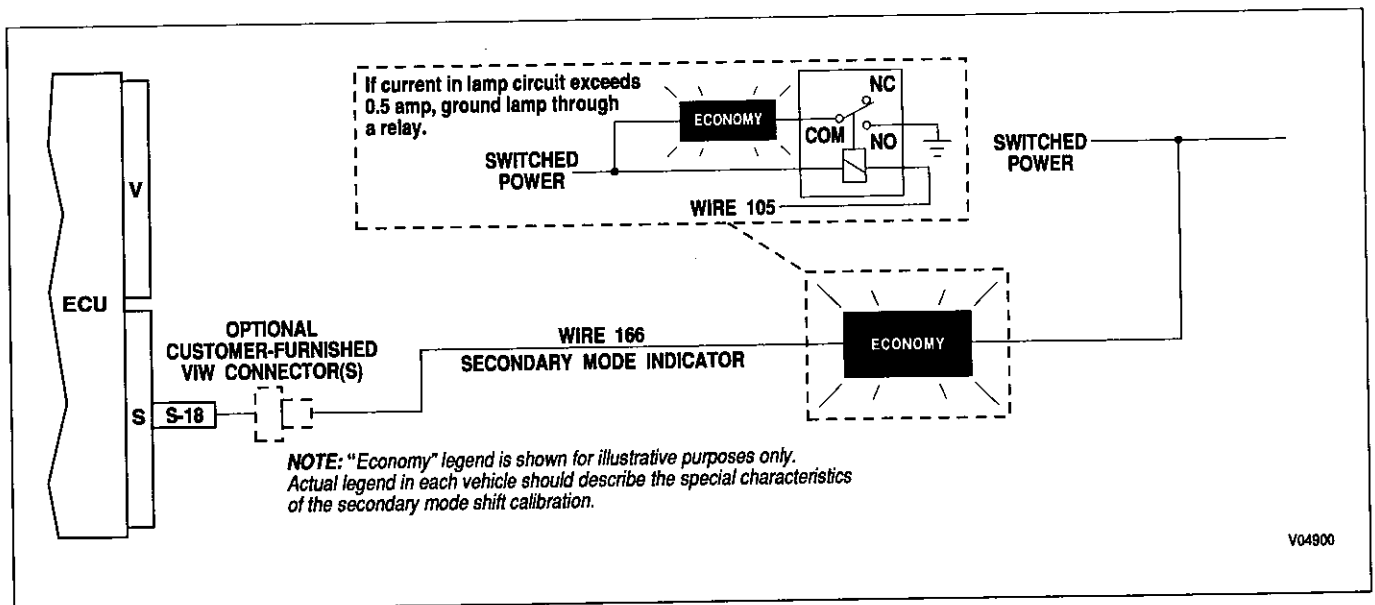 If current in lamp circuit exceeds
0.5 amp, ground lamp through
a relay.
ECONOMY
NC
COM
NO
SWITCHED
POWER
WIRE 105
SWITCHED
POWER
V
ECU
OPTIONAL
CUSTOMER-FURNISHED
VIW CONNECTOR(S)
WIRE 166
SECONDARY MODE INDICATOR
ECONOMY
S
S-18
NOTE: "Economy" legend is shown for illustrative purposes only.
Actual legend in each vehicle should describe the special characteristics
of the secondary mode shift calibration.
V04900